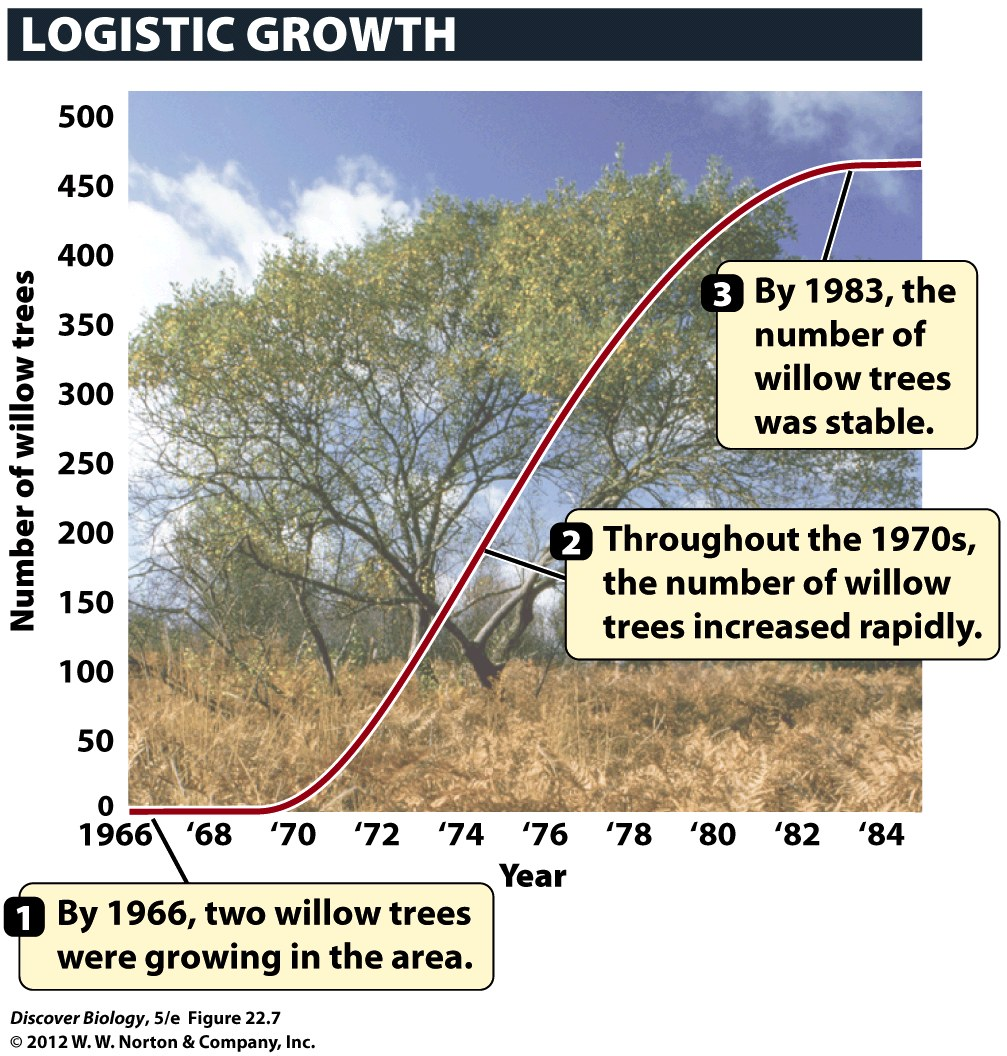 LOGISTIC GROWTH
Number of willow trees
500
450
400
350
300
250
200
150
100
50
0
1966 ‘68 ‘70 ‘72 ‘74 ‘76 ‘78 ‘80 ‘82 ‘84
Year
3 By 1983, the
number of
willow trees
was stable.
2 Throughout the 1970s,
the number of willow
trees increased rapidly.
1 By 1966, two willow trees
were growing in the area.
Discover Biology, 5/e Figure 22.7
© 2012 W. W. Norton & Company, Inc.